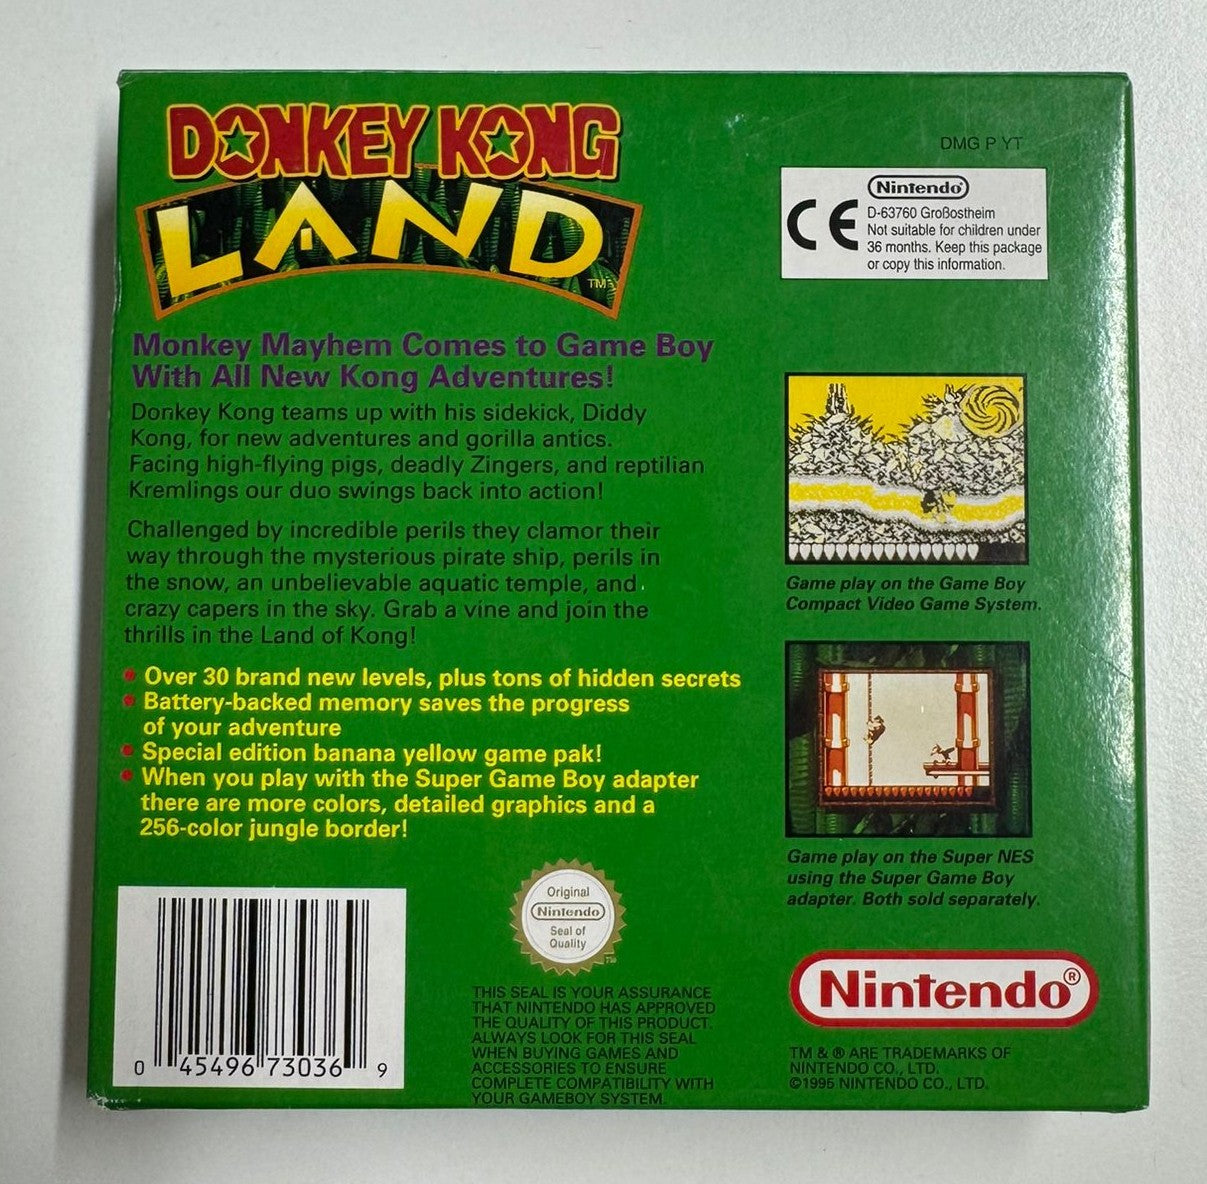 DONKEY KONG
LAND
TM
Monkey Mayhem Comes to Game Boy
With All New Kong Adventures!
Donkey Kong teams up with his sidekick, Diddy
Kong, for new adventures and gorilla antics.
Facing high-flying pigs, deadly Zingers, and reptilian
Kremlings our duo swings back into action!
Challenged by incredible perils they clamor their
way through the mysterious pirate ship, perils in
the snow, an unbelievable aquatic temple, and
crazy capers in the sky. Grab a vine and join the
thrills in the Land of Kong!
• Over 30 brand new levels, plus tons of hidden secrets
• Battery-backed memory saves the progress
of your adventure
• Special edition banana yellow game pak!
• When you play with the Super Game Boy adapter
there are more colors, detailed graphics and a
256-color jungle border!
0 45496 73036 9
Original
Nintendo
Seal of
Quality
TM
THIS SEAL IS YOUR ASSURANCE
THAT NINTENDO HAS APPROVED
THE QUALITY OF THIS PRODUCT.
ALWAYS LOOK FOR THIS SEAL
WHEN BUYING GAMES AND
ACCESSORIES TO ENSURE
COMPLETE COMPATIBILITY WITH
YOUR GAMEBOY SYSTEM.
DMG P YT
CE
Nintendo®
D-63760 Großostheim
Not suitable for children under
36 months. Keep this package
or copy this information.
Game play on the Game Boy
Compact Video Game System.
Game play on the Super NES
using the Super Game Boy
adapter. Both sold separately.
Nintendo®
TM & ® ARE TRADEMARKS OF
NINTENDO CO., LTD.
©1995 NINTENDO CO., LTD.